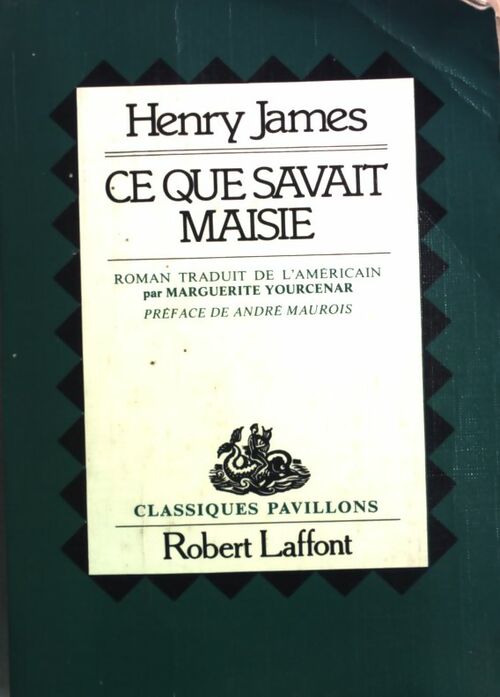 Henry James
CE QUE SAVAIT
MAISIE
ROMAN TRADUIT DE L'AMÉRICAIN
par MARGUERITE YOURCENAR
PRÉFACE DE ANDRÉ MAUROIS
CLASSIQUES PAVILLONS
Robert Laffont